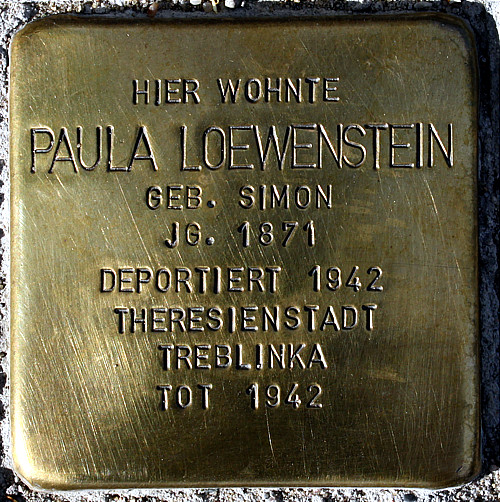 HIER WOHNTE
PAULA LOEWENSTEIN
GEB. SIMON
JG. 1871
DEPORTIERT 1942
THERESIENSTADT
TREBLINKA
TOT 1942